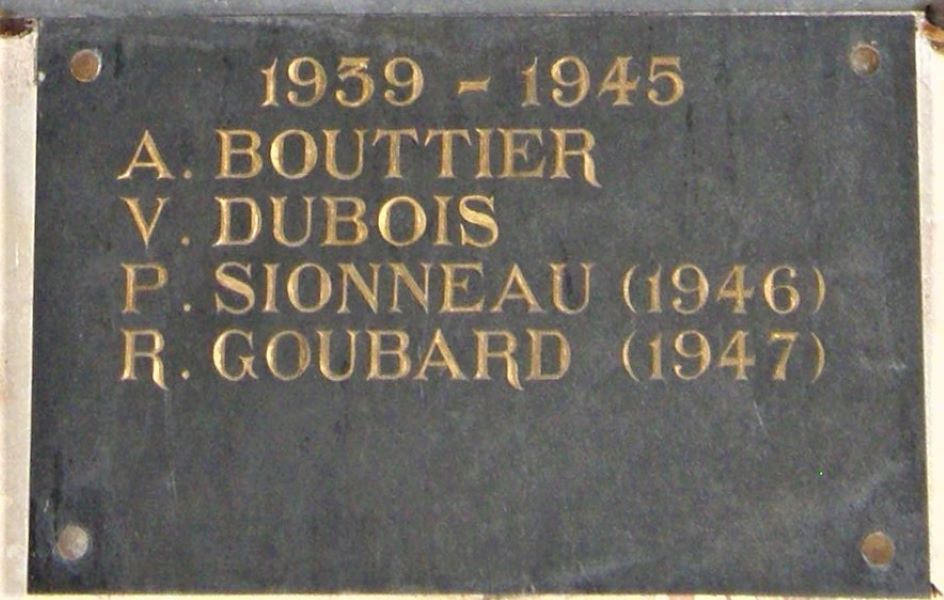 1939 - 1945
A. BOUTTIER
V. DUBOIS
P. SIONNEAU (1946)
R. GOUBARD (1947)